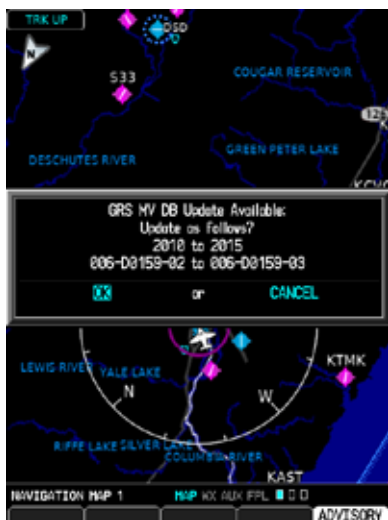 TRK UP
N
DSD
S33
COUGAR RESERVOIR
DESCHUTES RIVER
GREEN PETER LAKE
GRS MV DB Update Available:
Update as follows?
2010 to 2015
006-D0159-02 to 006-D0159-03
OK or CANCEL
LEWIS RIVER
YALE LAKE
KTMK
N
W
RIFFE LAKE
SILVER LAKE
COLUMBIA RIVER
KAST
NAVIGATION MAP 1 MAP WX AUX FPL
ADVISORY